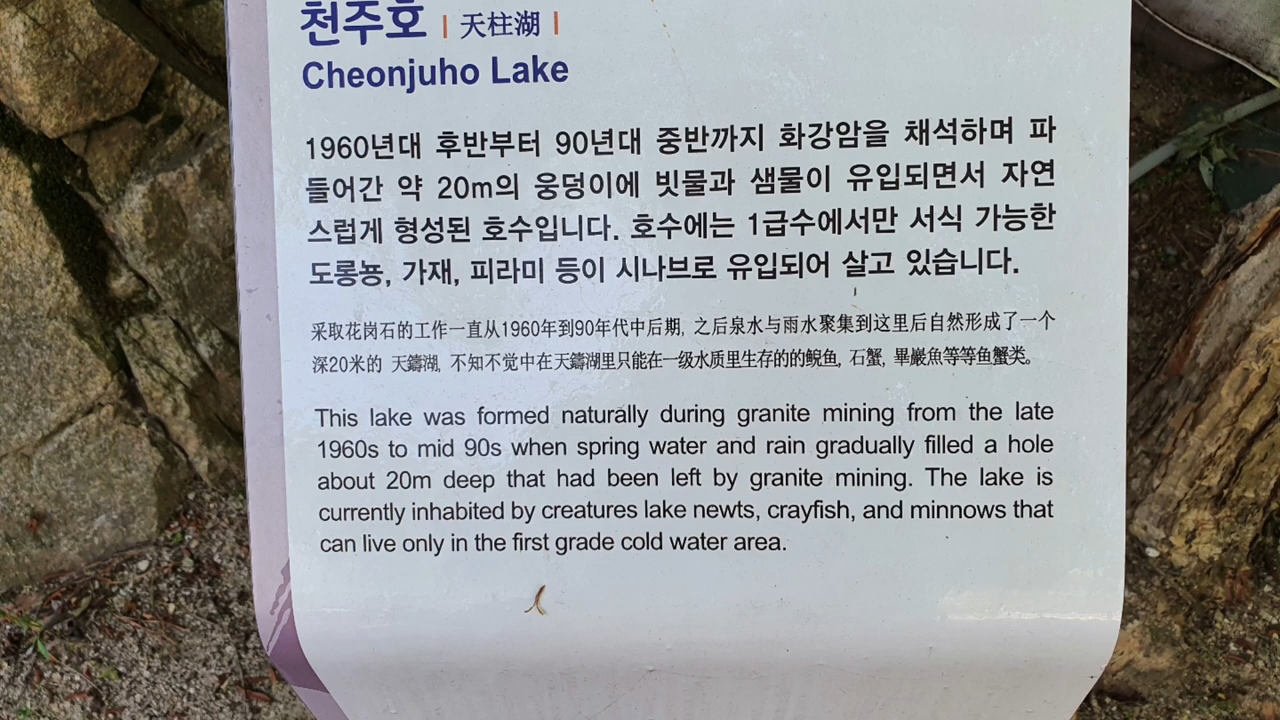 천주호 | 天柱湖 |
Cheonjuho Lake
1960년대 후반부터 90년대 중반까지 화강암을 채석하며 파
들어간 약 20m의 웅덩이에 빗물과 샘물이 유입되면서 자연
스럽게 형성된 호수입니다. 호수에는 1급수에서만 서식 가능한
도롱뇽, 가재, 피라미 등이 시나브로 유입되어 살고 있습니다.
采取花岗石的工作一直从1960年到90年代中后期, 之后泉水与雨水聚集到这里后自然形成了一个
深20米的 天鑄湖, 不知不觉中在天鑄湖里只能在一级水质里生存的的鲵鱼, 石蟹, 畢巖魚等等鱼蟹类。
This lake was formed naturally during granite mining from the late
1960s to mid 90s when spring water and rain gradually filled a hole
about 20m deep that had been left by granite mining. The lake is
currently inhabited by creatures lake newts, crayfish, and minnows that
can live only in the first grade cold water area.